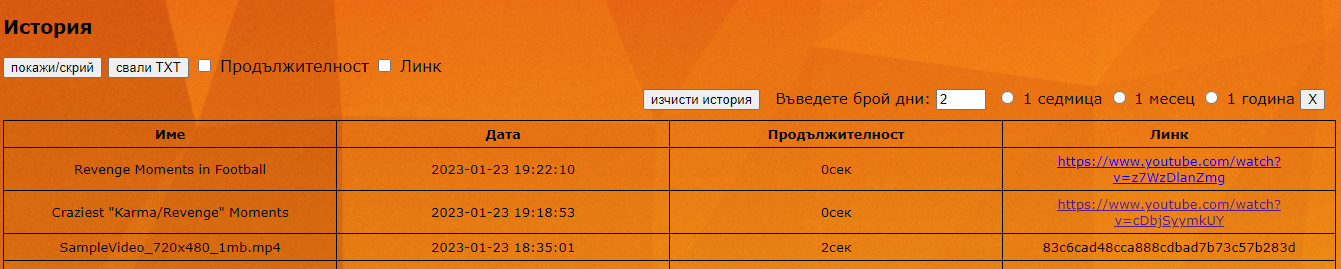 История
покажи/скрий свали TXT Продължителност Линк
изчисти история Въведете брой дни: 2 1 седмица 1 месец 1 година X
Име Дата Продължителност Линк
Revenge Moments in Football 2023-01-23 19:22:10 0сек https://www.youtube.com/watch?
v=z7WzDlanZmg
Craziest "Karma/Revenge" Moments 2023-01-23 19:18:53 0сек https://www.youtube.com/watch?
v=cDbjSyymkUY
SampleVideo_720x480_1mb.mp4 2023-01-23 18:35:01 2сек 83c6cad48cca888cdbad7b73c57b283d